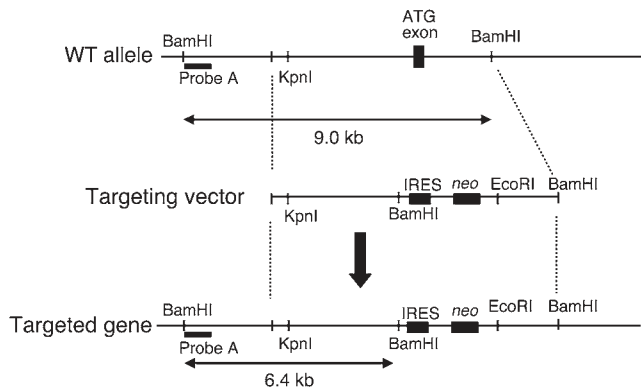 ATG
exon
BamHI
BamHI
WT allele
Probe A
KpnI
9.0 kb
IRES neo EcoRI BamHI
Targeting vector
KpnI
BamHI
BamHI
IRES neo EcoRI BamHI
Targeted gene
Probe A
KpnI
BamHI
6.4 kb